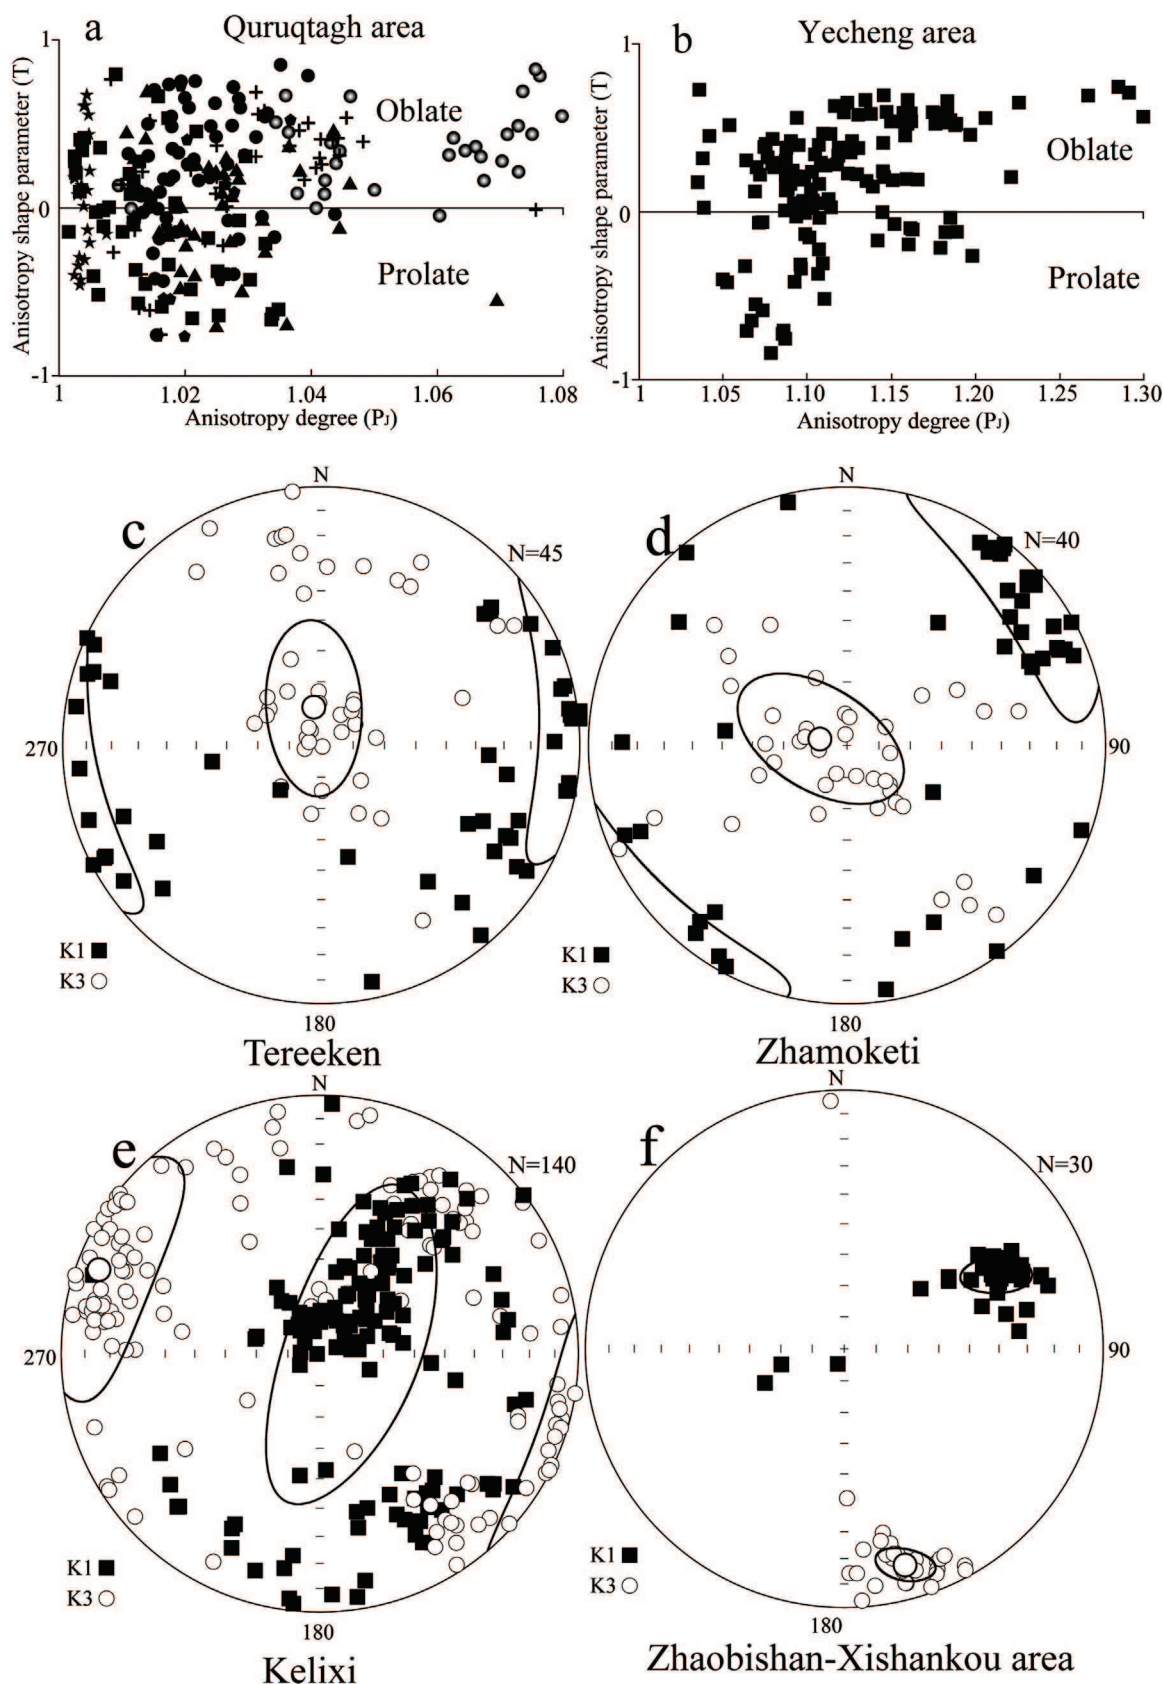 a
Quruqtagh area
1
0
-1
Anisotropy shape parameter (T)
Oblate
Prolate
1
1.02
1.04
1.06
1.08
Anisotropy degree (PJ)
b
Yecheng area
1
0
-1
Anisotropy shape parameter (T)
Oblate
Prolate
1
1.05
1.10
1.15
1.20
1.25
1.30
Anisotropy degree (PJ)
c
N
N=45
270
K1
K3
180
Tereeken
d
N
N=40
90
K1
K3
180
Zhamoketi
e
N
N=140
270
K1
K3
180
Kelixi
f
N
N=30
90
K1
K3
180
Zhaobishan-Xishankou area